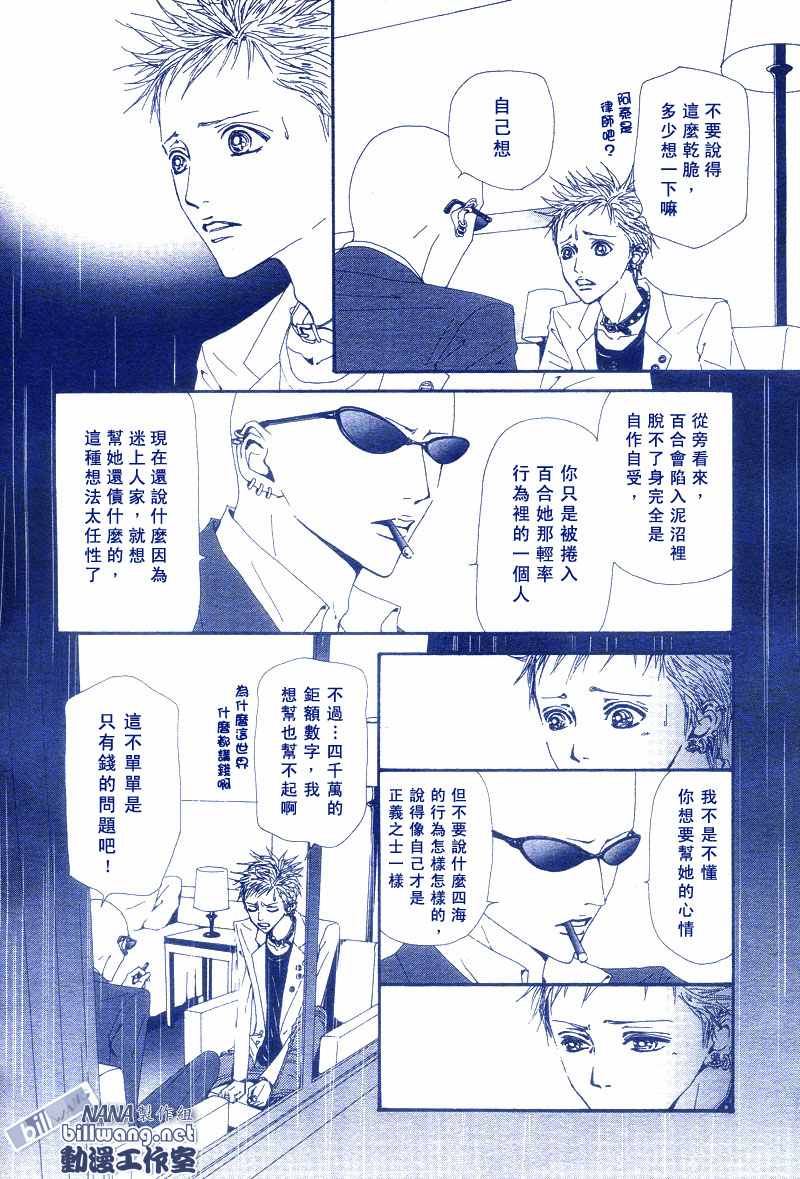 不要說得
這麼乾脆，
多少想一下嘛
阿泰是
律師吧？
自己想
從旁看來，
百合會陷入泥沼裡
脫不了身完全是
自作自受，
你只是被捲入
百合她那輕率
行為裡的一個人
現在還說什麼因為
迷上人家，就想
幫她還債什麼的，
這種想法太任性了
我不是不懂
你想要幫她的心情
但不要說什麼四海
的行為怎樣怎樣的，
說得像自己才是
正義之士一樣
不過…四千萬的
鉅額數字，我
想幫也幫不起啊
為什麼這世界
什麼都講錢啊
這不單單是
只有錢的問題吧！
billwang
NANA製作組
billwang.net
動漫工作室